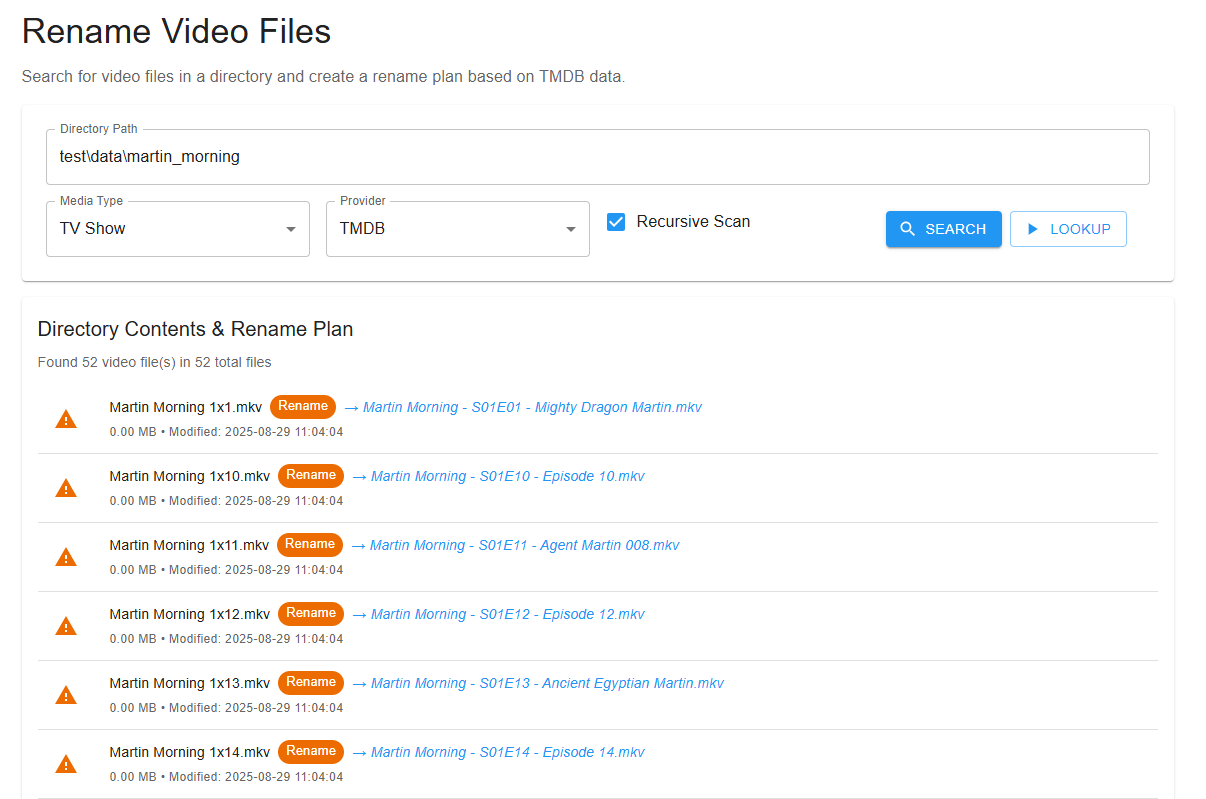 Rename Video Files
Search for video files in a directory and create a rename plan based on TMDB data.
Directory Path
test\data\martin_morning
Media Type
TV Show
Provider
TMDB
Recursive Scan
SEARCH
LOOKUP
Directory Contents & Rename Plan
Found 52 video file(s) in 52 total files
Martin Morning 1x1.mkv Rename → Martin Morning - S01E01 - Mighty Dragon Martin.mkv
0.00 MB • Modified: 2025-08-29 11:04:04
Martin Morning 1x10.mkv Rename → Martin Morning - S01E10 - Episode 10.mkv
0.00 MB • Modified: 2025-08-29 11:04:04
Martin Morning 1x11.mkv Rename → Martin Morning - S01E11 - Agent Martin 008.mkv
0.00 MB • Modified: 2025-08-29 11:04:04
Martin Morning 1x12.mkv Rename → Martin Morning - S01E12 - Episode 12.mkv
0.00 MB • Modified: 2025-08-29 11:04:04
Martin Morning 1x13.mkv Rename → Martin Morning - S01E13 - Ancient Egyptian Martin.mkv
0.00 MB • Modified: 2025-08-29 11:04:04
Martin Morning 1x14.mkv Rename → Martin Morning - S01E14 - Episode 14.mkv
0.00 MB • Modified: 2025-08-29 11:04:04